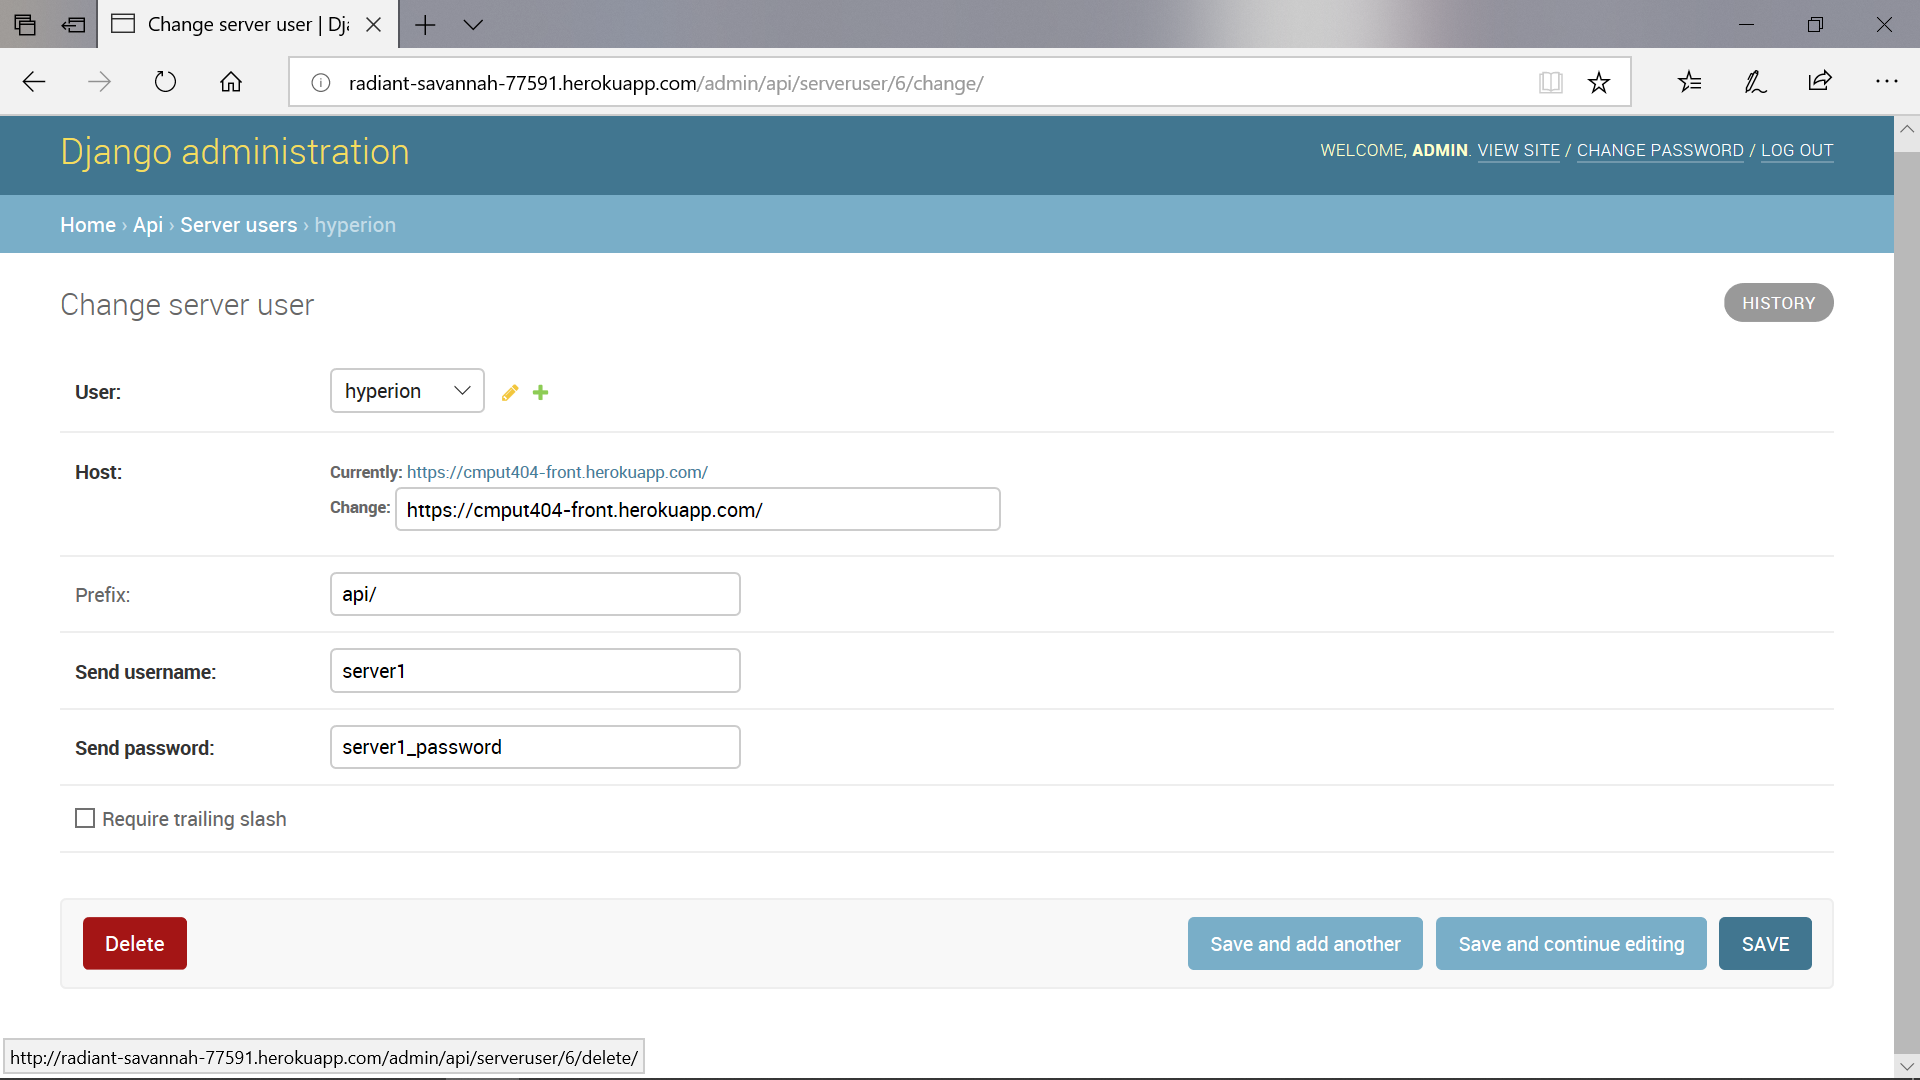 Change server user | Dj
radiant-savannah-77591.herokuapp.com/admin/api/serveruser/6/change/
Django administration
WELCOME, ADMIN. VIEW SITE / CHANGE PASSWORD / LOG OUT
Home › Api › Server users › hyperion
Change server user
HISTORY
User:
hyperion
Host:
Currently: https://cmput404-front.herokuapp.com/
Change: https://cmput404-front.herokuapp.com/
Prefix:
api/
Send username:
server1
Send password:
server1_password
Require trailing slash
Delete
Save and add another
Save and continue editing
SAVE
http://radiant-savannah-77591.herokuapp.com/admin/api/serveruser/6/delete/